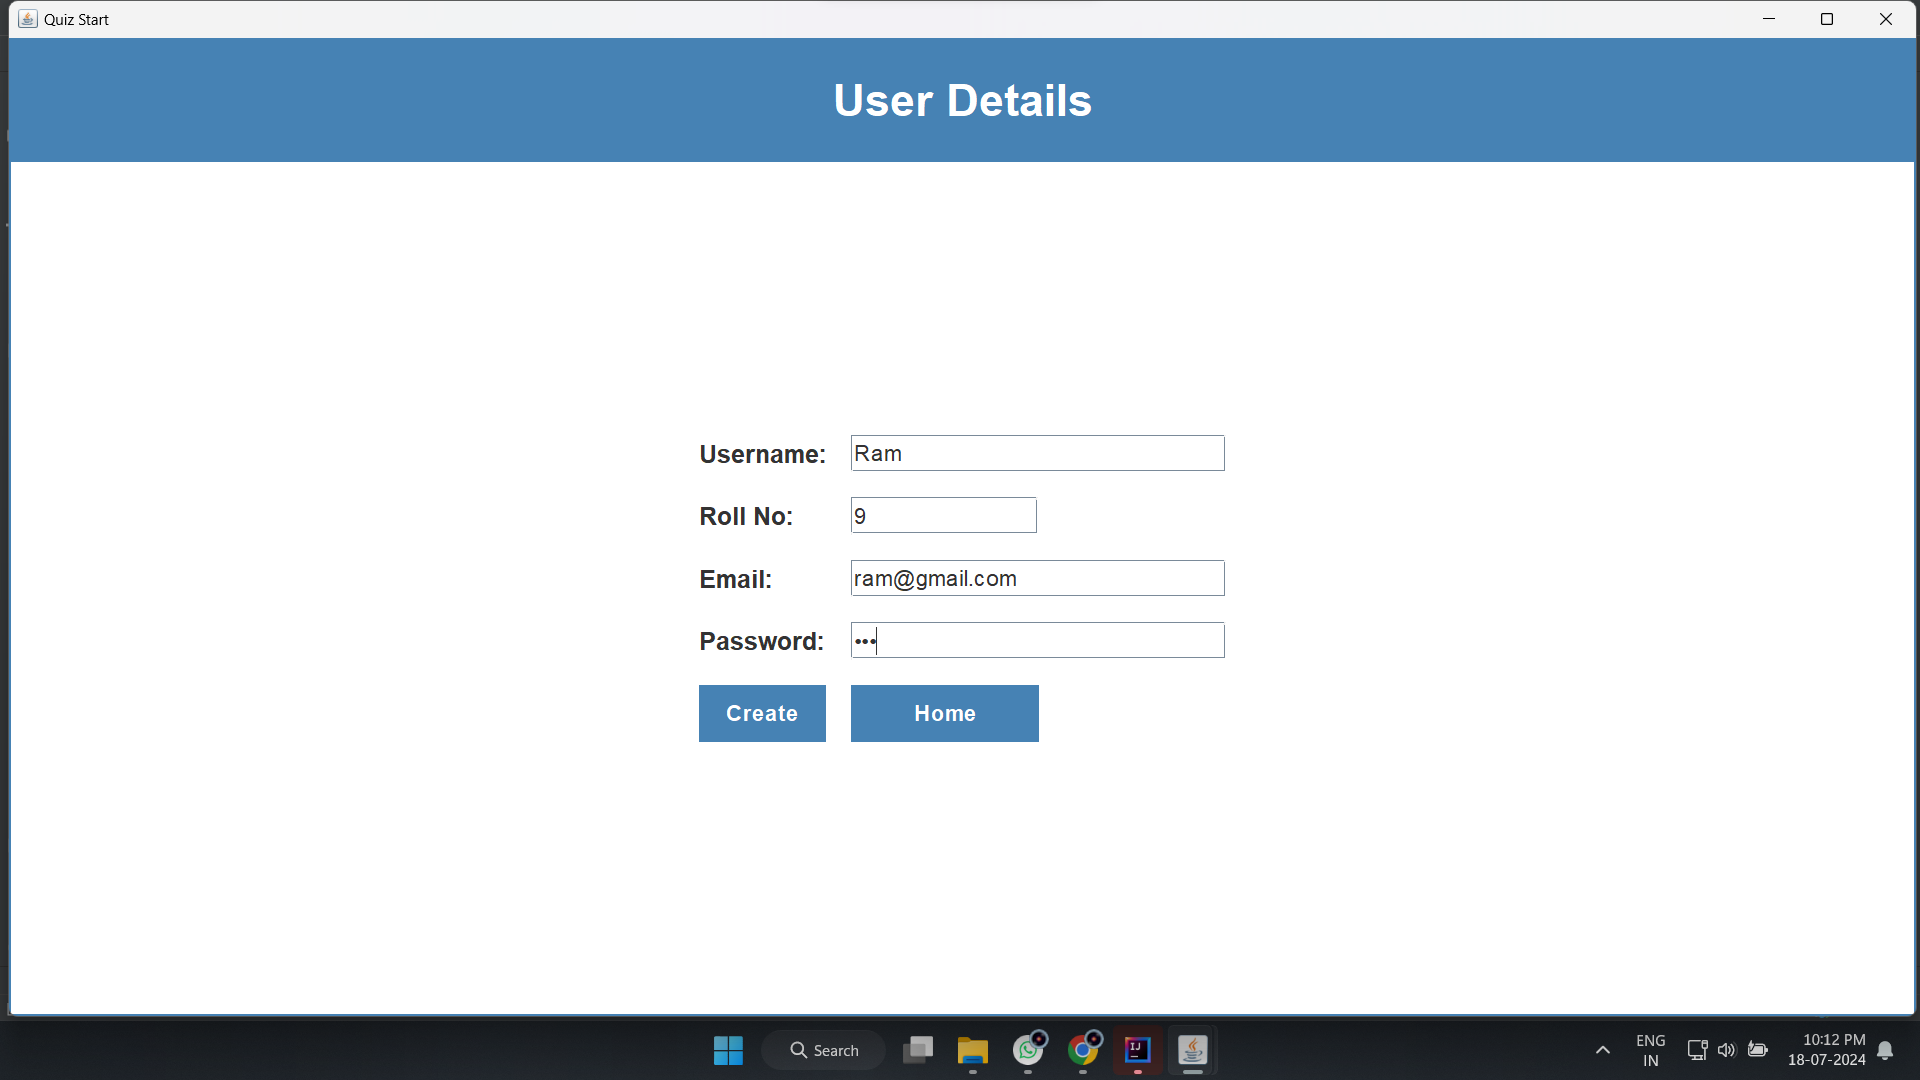 Quiz Start
User Details
Username: Ram
Roll No: 9
Email: ram@gmail.com
Password: •••
Create Home
Search
ENG
IN
10:12 PM
18-07-2024
IJ